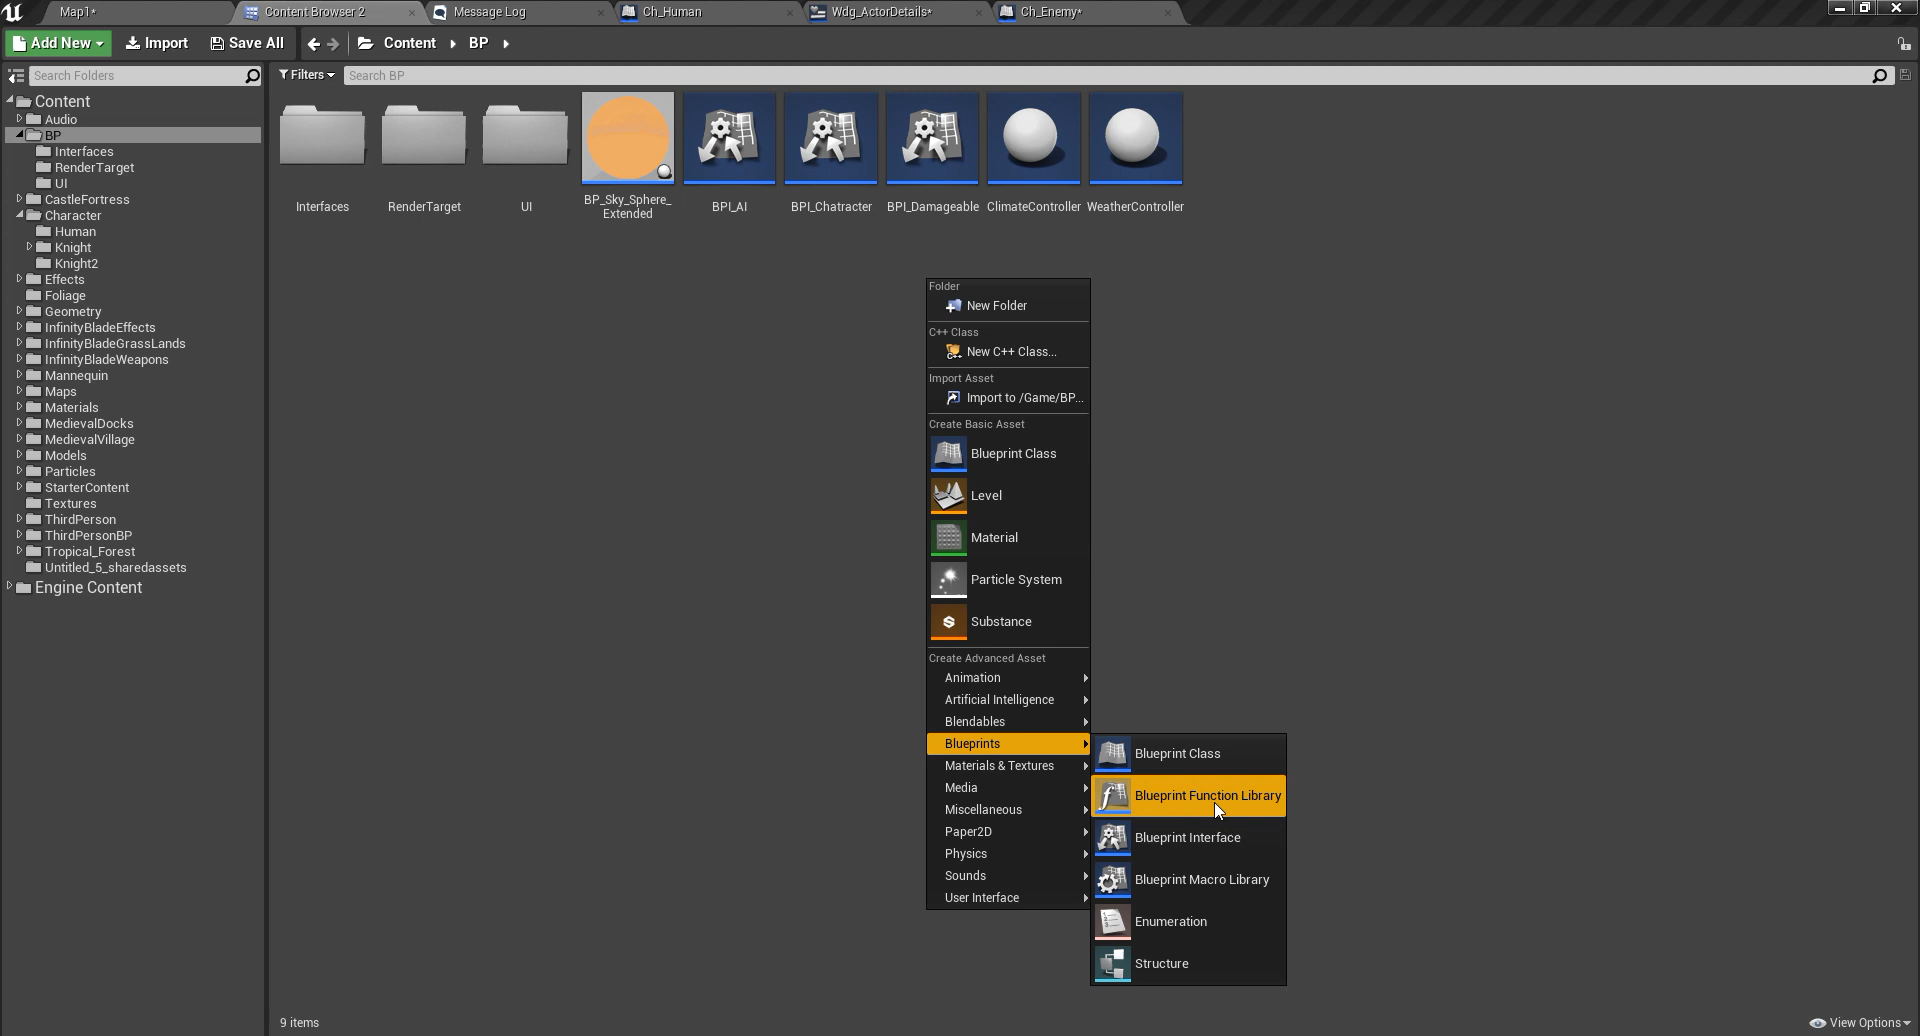 Map1*
Content Browser 2
Message Log
Ch_Human
Wdg_ActorDetails*
Ch_Enemy*
Add New
Import
Save All
Content
BP
Search Folders
Filters
Search BP
Content
Audio
BP
Interfaces
RenderTarget
UI
CastleFortress
Character
Human
Knight
Knight2
Effects
Foliage
Geometry
InfinityBladeEffects
InfinityBladeGrassLands
InfinityBladeWeapons
Mannequin
Maps
Materials
MedievalDocks
MedievalVillage
Models
Particles
StarterContent
Textures
ThirdPerson
ThirdPersonBP
Tropical_Forest
Untitled_5_sharedassets
Engine Content
Interfaces
RenderTarget
UI
BP_Sky_Sphere_
Extended
BPI_AI
BPI_Chatracter
BPI_Damageable
ClimateController
WeatherController
Folder
New Folder
C++ Class
New C++ Class...
Import Asset
Import to /Game/BP...
Create Basic Asset
Blueprint Class
Level
Material
Particle System
Substance
Create Advanced Asset
Animation
Artificial Intelligence
Blendables
Blueprints
Materials & Textures
Media
Miscellaneous
Paper2D
Physics
Sounds
User Interface
Blueprint Class
Blueprint Function Library
Blueprint Interface
Blueprint Macro Library
Enumeration
Structure
9 items
View Options